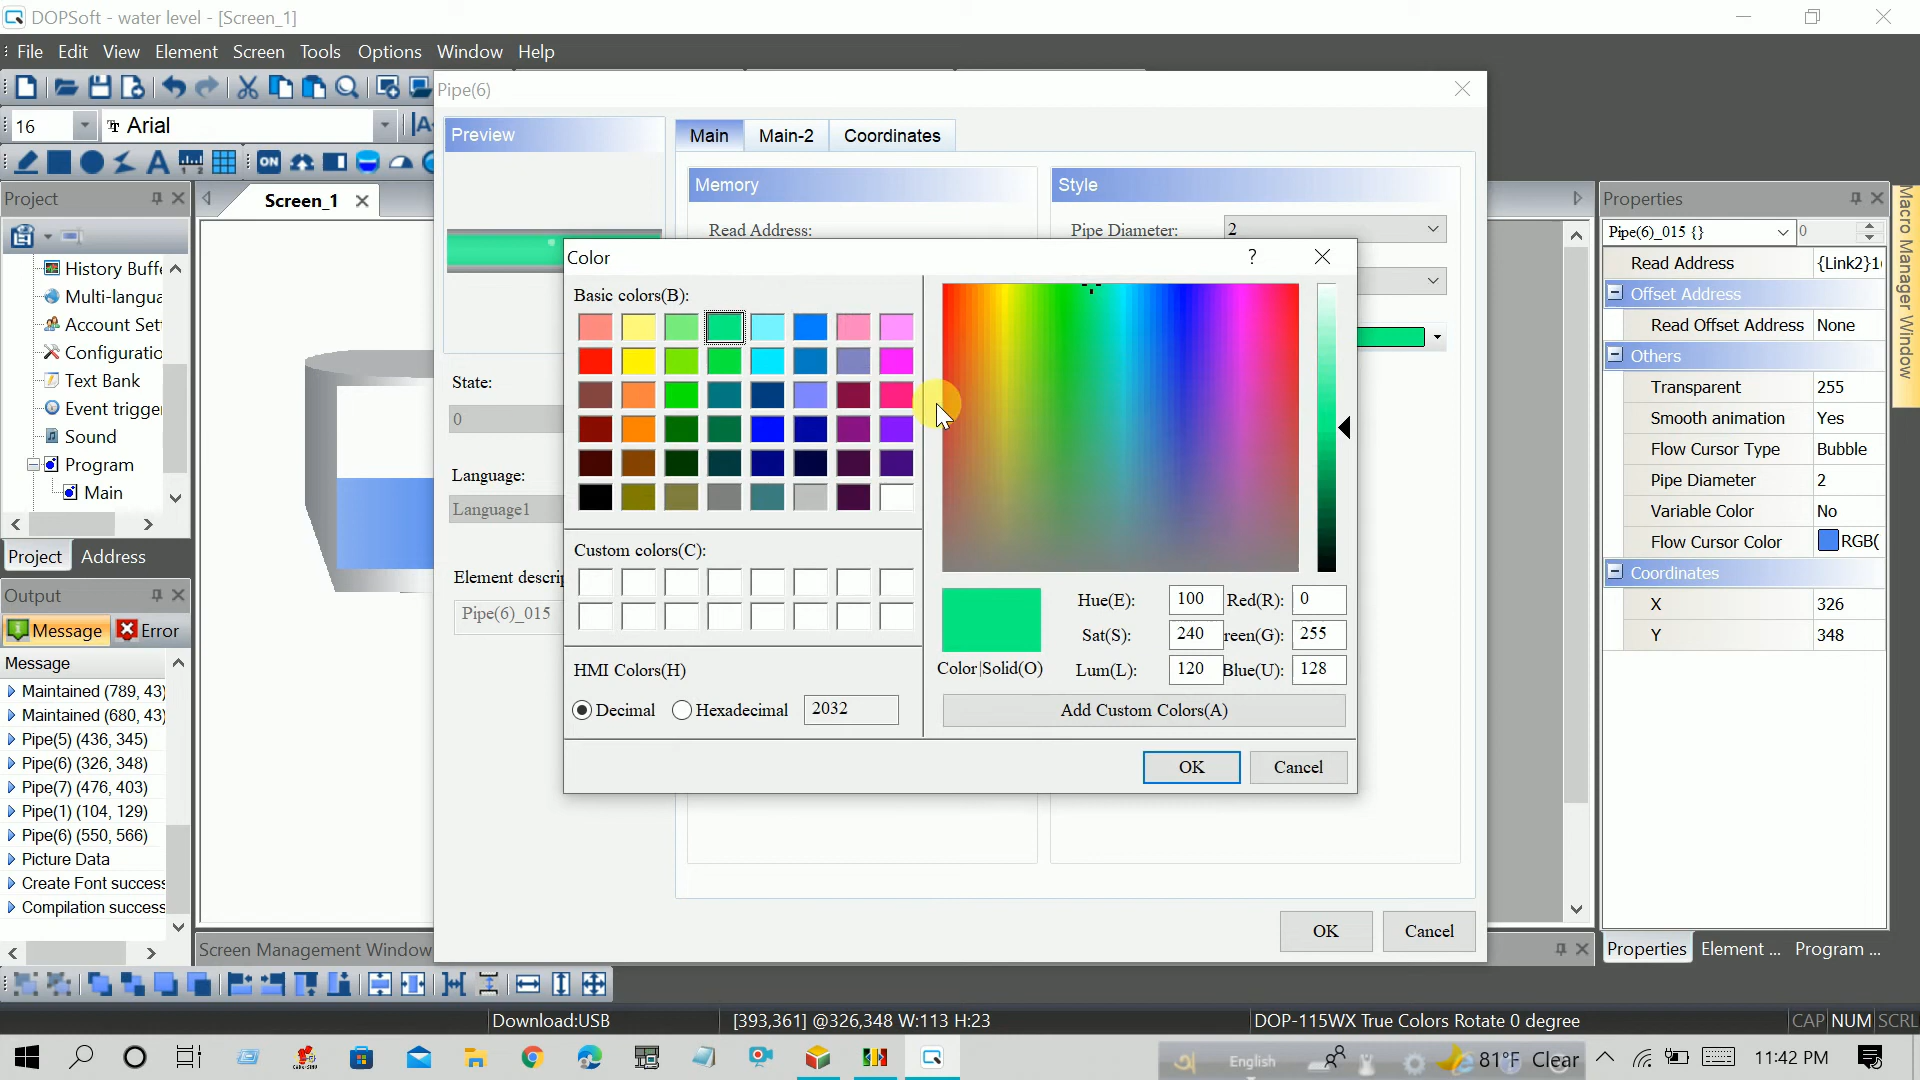 DOPSoft - water level - [Screen_1]
File Edit View Element Screen Tools Options Window Help
16 Arial
Project
Screen_1
History Buffe
Multi-langua
Account Set
Configuratio
Text Bank
Event trigge
Sound
Program
Main
Project Address
Output
Message Error
Message
Maintained (789, 43)
Maintained (680, 43)
Pipe(5) (436, 345)
Pipe(6) (326, 348)
Pipe(7) (476, 403)
Pipe(1) (104, 129)
Pipe(6) (550, 566)
Picture Data
Create Font success
Compilation success
Screen Management Window
Pipe(6)
Preview
Main Main-2 Coordinates
Memory Style
Read Address: Pipe Diameter: 2
State:
0
Language:
Language1
Element descrip
Pipe(6)_015
Color ?
Basic colors(B):
Custom colors(C):
HMI Colors(H)
Decimal Hexadecimal 2032
Hue(E): 100 Red(R): 0
Sat(S): 240 reen(G): 255
Color|Solid(O) Lum(L): 120 Blue(U): 128
Add Custom Colors(A)
OK Cancel
OK Cancel
Properties
Pipe(6)_015 {} 0
Read Address {Link2}1
Offset Address
Read Offset Address None
Others
Transparent 255
Smooth animation Yes
Flow Cursor Type Bubble
Pipe Diameter 2
Variable Color No
Flow Cursor Color RGB(
Coordinates
X 326
Y 348
Properties Element ... Program ...
Macro Manager Window
Download:USB [393,361] @326,348 W:113 H:23 DOP-115WX True Colors Rotate 0 degree CAP NUM SCRL
English 81°F Clear 11:42 PM